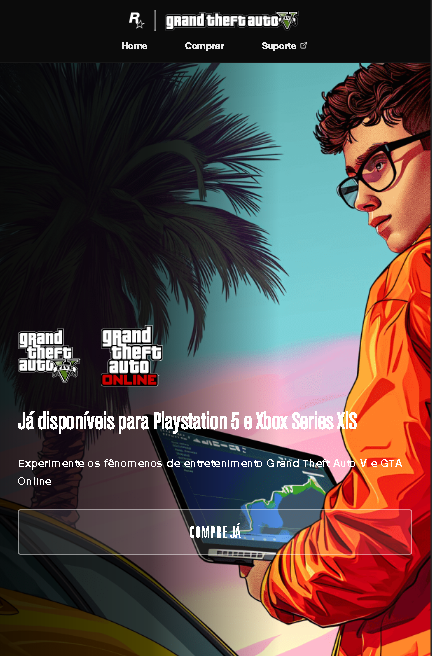 R
grand theft auto V
Home Comprar Suporte
grand
theft
auto V
grand
theft
auto
ONLINE
Já disponíveis para Playstation 5 e Xbox Series X|S
Experimente os fênomenos de entretenimento Grand Theft Auto V e GTA
Online
COMPRE JÁ